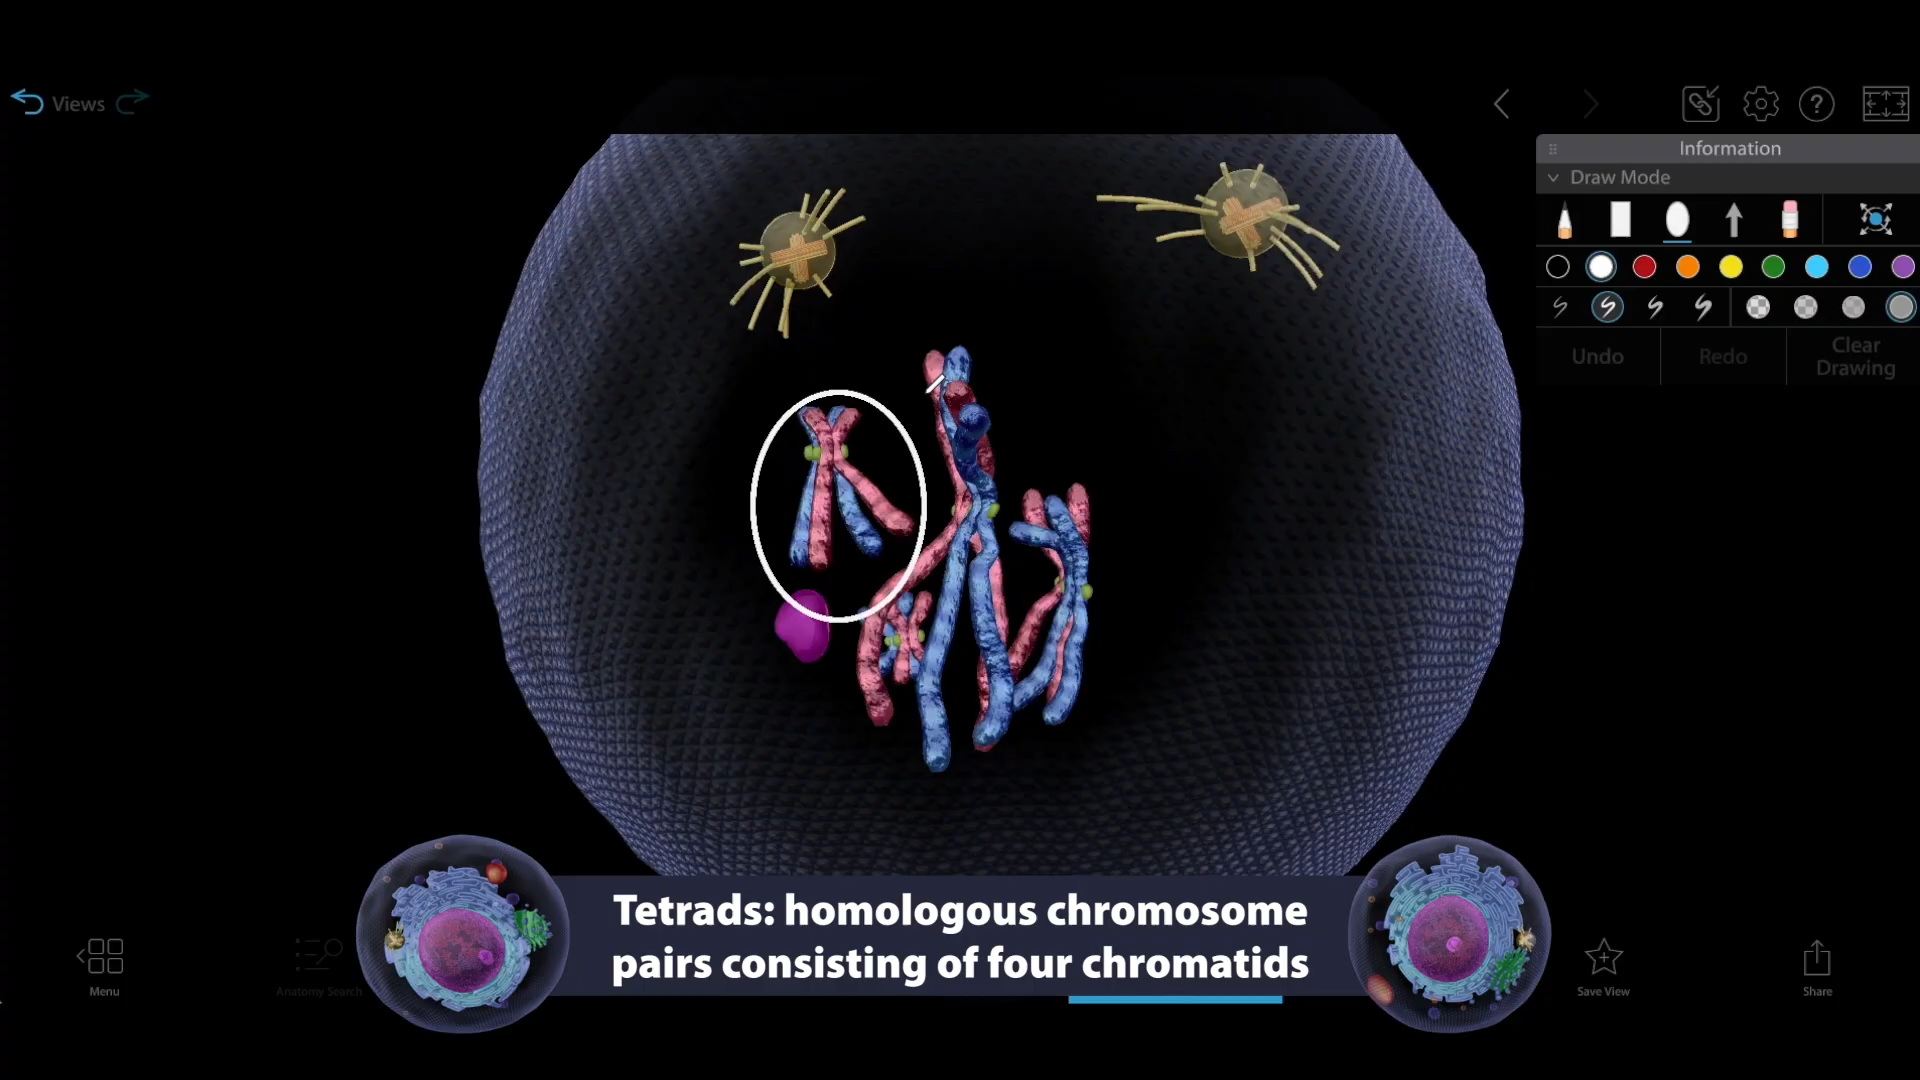 Views
Information
Draw Mode
Undo
Redo
Clear
Drawing
Tetrads: homologous chromosome
pairs consisting of four chromatids
Menu
Anatomy Search
Save View
Share